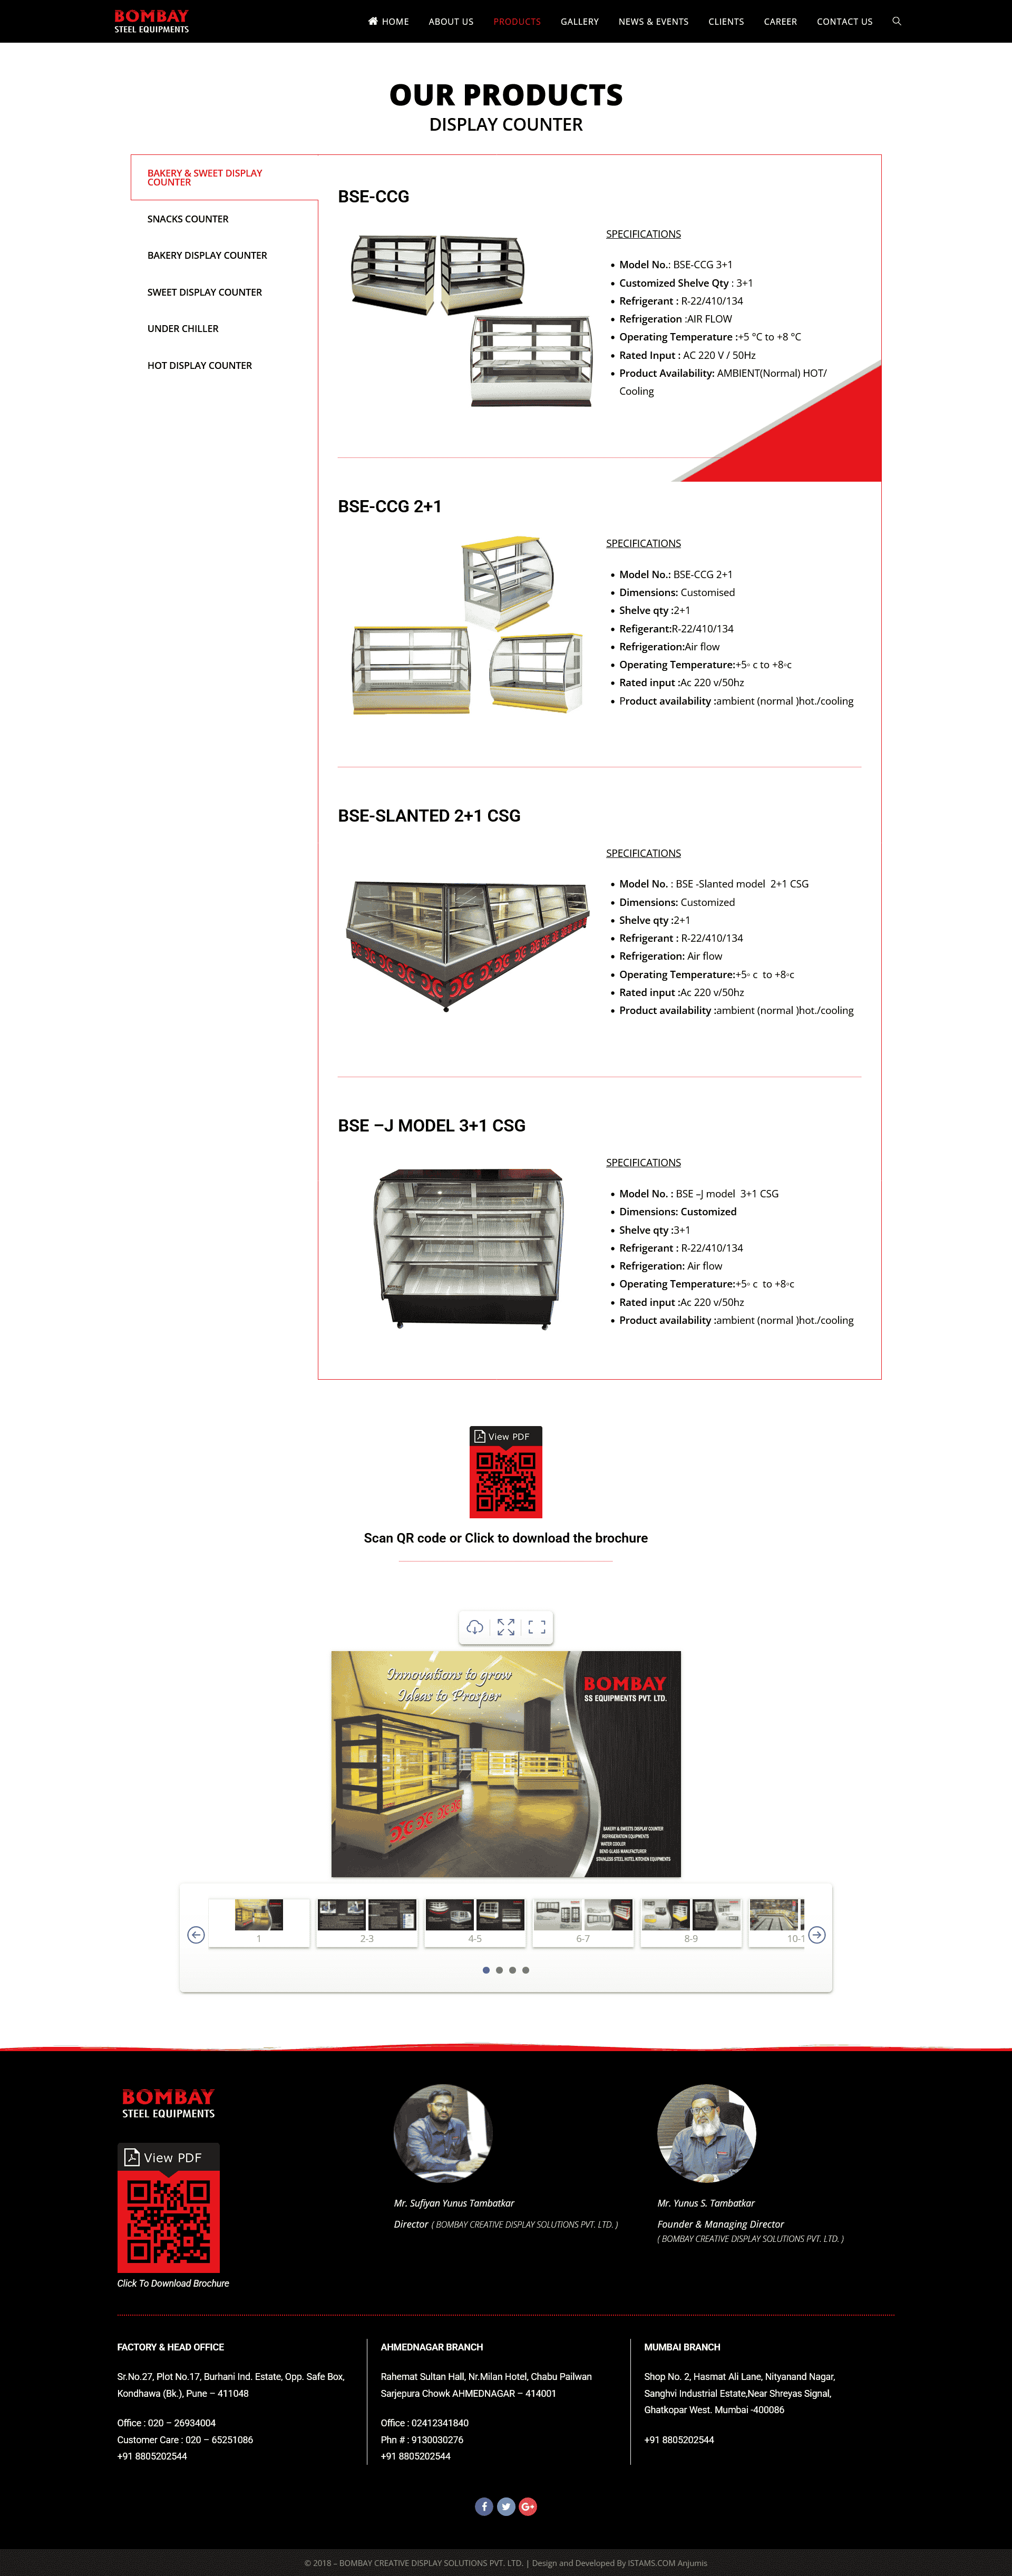 BOMBAY
STEEL EQUIPMENTS
HOME
ABOUT US
PRODUCTS
GALLERY
NEWS & EVENTS
CLIENTS
CAREER
CONTACT US
OUR PRODUCTS
DISPLAY COUNTER
BAKERY & SWEET DISPLAY
COUNTER
SNACKS COUNTER
BAKERY DISPLAY COUNTER
SWEET DISPLAY COUNTER
UNDER CHILLER
HOT DISPLAY COUNTER
BSE-CCG
SPECIFICATIONS
Model No.: BSE-CCG 3+1
Customized Shelve Qty : 3+1
Refrigerant : R-22/410/134
Refrigeration :AIR FLOW
Operating Temperature :+5 °C to +8 °C
Rated Input : AC 220 V / 50Hz
Product Availability: AMBIENT(Normal) HOT/
Cooling
BSE-CCG 2+1
SPECIFICATIONS
Model No.: BSE-CCG 2+1
Dimensions: Customised
Shelve qty :2+1
Refigerant:R-22/410/134
Refrigeration:Air flow
Operating Temperature:+5◦ c to +8◦c
Rated input :Ac 220 v/50hz
Product availability :ambient (normal )hot./cooling
BSE-SLANTED 2+1 CSG
SPECIFICATIONS
Model No. : BSE -Slanted model  2+1 CSG
Dimensions: Customized
Shelve qty :2+1
Refrigerant : R-22/410/134
Refrigeration: Air flow
Operating Temperature:+5◦ c  to +8◦c
Rated input :Ac 220 v/50hz
Product availability :ambient (normal )hot./cooling
BSE –J MODEL 3+1 CSG
SPECIFICATIONS
Model No. : BSE –J model  3+1 CSG
Dimensions: Customized
Shelve qty :3+1
Refrigerant : R-22/410/134
Refrigeration: Air flow
Operating Temperature:+5◦ c  to +8◦c
Rated input :Ac 220 v/50hz
Product availability :ambient (normal )hot./cooling
View PDF
Scan QR code or Click to download the brochure
Innovations to grow
Ideas to Prosper
BOMBAY
SS EQUIPMENTS PVT. LTD.
BAKERY & SWEETS DISPLAY COUNTER
REFRIGERATION EQUIPMENTS
WATER COOLER
BEND GLASS MANUFACTURER
STAINLESS STEEL HOTEL KITCHEN EQUIPMENTS
1
2-3
4-5
6-7
8-9
10-1
BOMBAY
STEEL EQUIPMENTS
View PDF
Click To Download Brochure
Mr. Sufiyan Yunus Tambatkar
Director ( BOMBAY CREATIVE DISPLAY SOLUTIONS PVT. LTD. )
Mr. Yunus S. Tambatkar
Founder & Managing Director
( BOMBAY CREATIVE DISPLAY SOLUTIONS PVT. LTD. )
FACTORY & HEAD OFFICE
Sr.No.27, Plot No.17, Burhani Ind. Estate, Opp. Safe Box,
Kondhawa (Bk.), Pune – 411048
Office : 020 – 26934004
Customer Care : 020 – 65251086
+91 8805202544
AHMEDNAGAR BRANCH
Rahemat Sultan Hall, Nr.Milan Hotel, Chabu Pailwan
Sarjepura Chowk AHMEDNAGAR – 414001
Office : 02412341840
Phn # : 9130030276
+91 8805202544
MUMBAI BRANCH
Shop No. 2, Hasmat Ali Lane, Nityanand Nagar,
Sanghvi Industrial Estate,Near Shreyas Signal,
Ghatkopar West. Mumbai -400086
+91 8805202544
© 2018 – BOMBAY CREATIVE DISPLAY SOLUTIONS PVT. LTD. | Design and Developed By ISTAMS.COM Anjumis